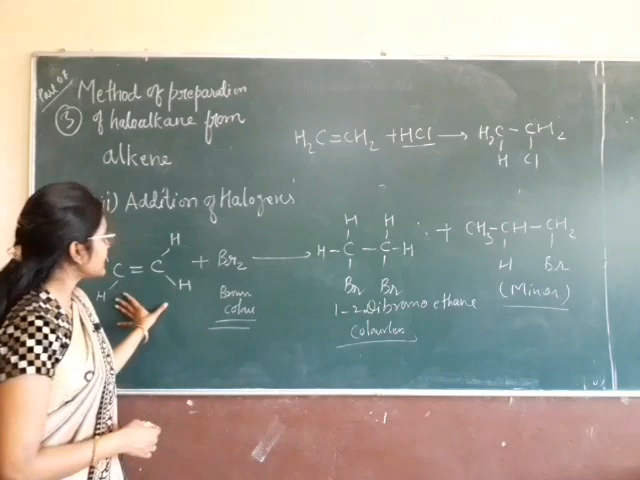 Part 08
Method of preparation
③ of haloalkane from
alkene
H₂C=CH₂ + HCl → H₂C - CH₂
H Cl
ii) Addition of Halogens
H H H
C = C + Br₂ → H - C - C - H + CH₃-CH-CH₂
H H Br Br H Br
Brown
colour
1-2 Dibromo ethane
Colourless
(Minor)